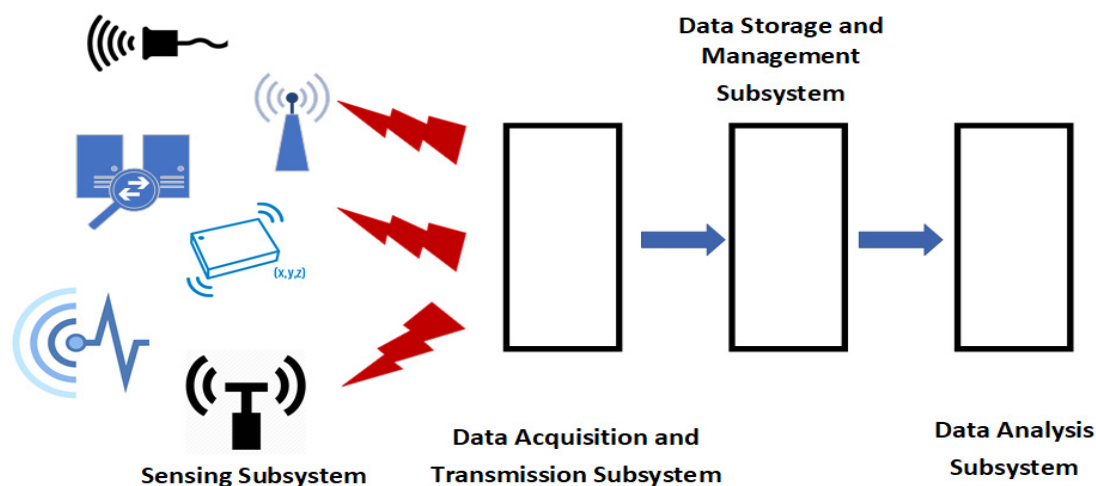 Data Storage and
Management
Subsystem
(x,y,z)
Sensing Subsystem
Data Acquisition and
Transmission Subsystem
Data Analysis
Subsystem